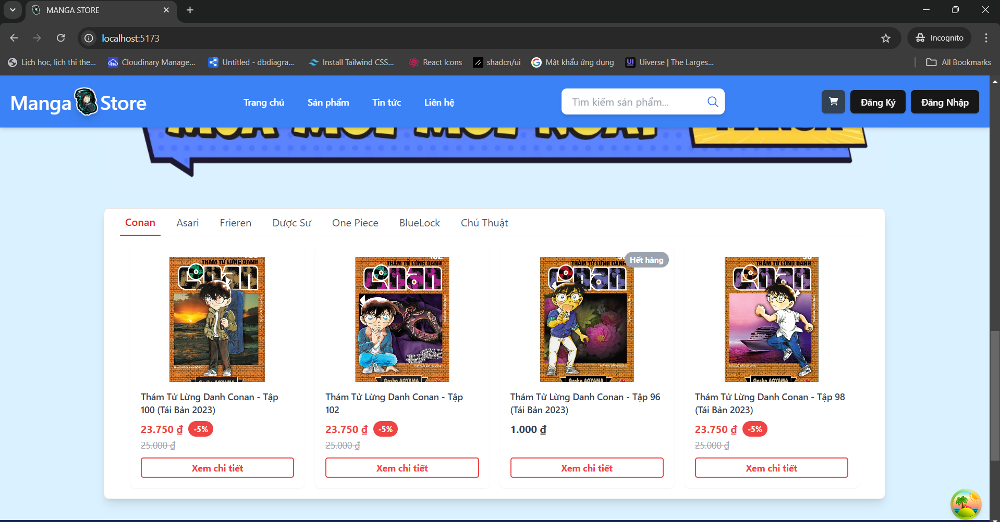 MANGA STORE
localhost:5173
Incognito
Lịch học, lịch thi the...
Cloudinary Manage...
Untitled - dbdiagra...
Install Tailwind CSS...
React Icons
shadcn/ui
Mật khẩu ứng dụng
Uiverse | The Larges...
All Bookmarks
Manga Store
Trang chủ
Sản phẩm
Tin tức
Liên hệ
Tìm kiếm sản phẩm...
Đăng Ký
Đăng Nhập
Conan
Asari
Frieren
Dược Sư
One Piece
BlueLock
Chú Thuật
THÁM TỬ LỪNG DANH
Conan
Gosho AOYAMA
THÁM TỬ LỪNG DANH
Conan
NHÀ XUẤT BẢN KIM ĐỒNG
Gosho AOYAMA
Hết hàng
THÁM TỬ LỪNG DANH
Conan
Gosho AOYAMA
THÁM TỬ LỪNG DANH
Conan
Gosho AOYAMA
Thám Tử Lừng Danh Conan - Tập
100 (Tái Bản 2023)
23.750 ₫
-5%
25.000 ₫
Xem chi tiết
Thám Tử Lừng Danh Conan - Tập
102
23.750 ₫
-5%
25.000 ₫
Xem chi tiết
Thám Tử Lừng Danh Conan - Tập 96
(Tái Bản 2023)
1.000 ₫
Xem chi tiết
Thám Tử Lừng Danh Conan - Tập 98
(Tái Bản 2023)
23.750 ₫
-5%
25.000 ₫
Xem chi tiết